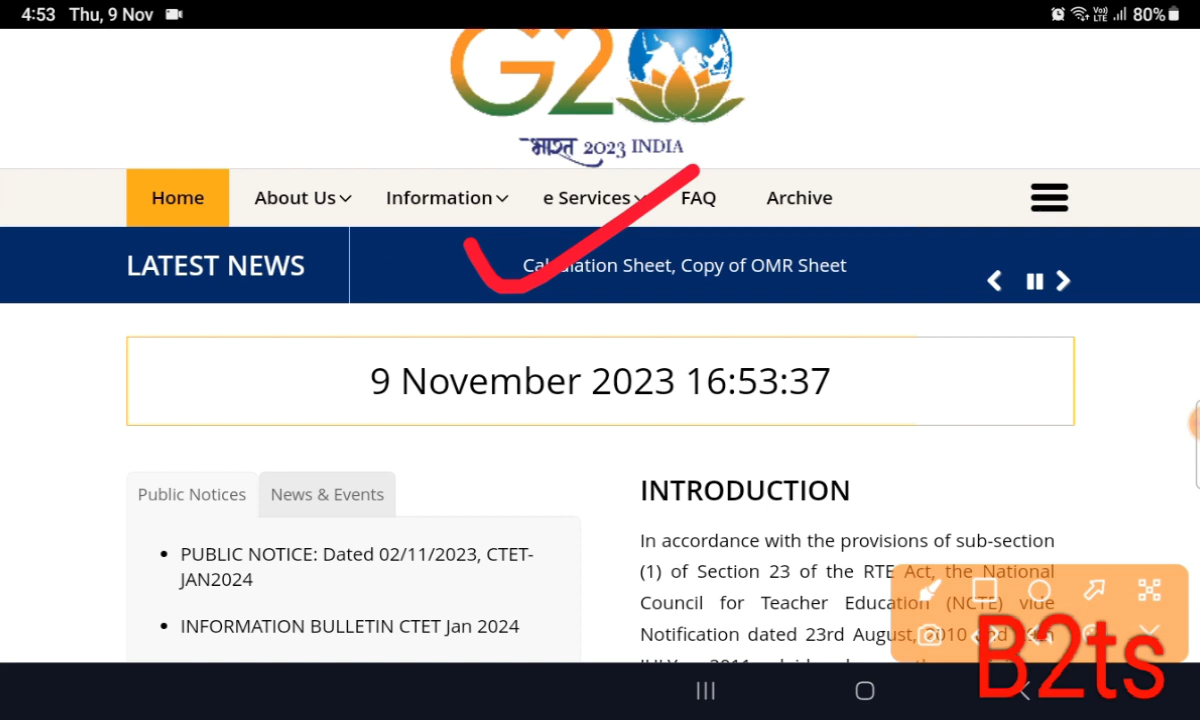 4:53 Thu, 9 Nov
Vo)) LTE 80%
G20
भारत 2023 INDIA
Home About Us Information e Services FAQ Archive
LATEST NEWS
Calculation Sheet, Copy of OMR Sheet
9 November 2023 16:53:37
Public Notices News & Events
PUBLIC NOTICE: Dated 02/11/2023, CTET-
JAN2024
INFORMATION BULLETIN CTET Jan 2024
INTRODUCTION
In accordance with the provisions of sub-section
(1) of Section 23 of the RTE Act, the National
Council for Teacher Education (NCTE) vide
Notification dated 23rd August, 2010 and
B2ts